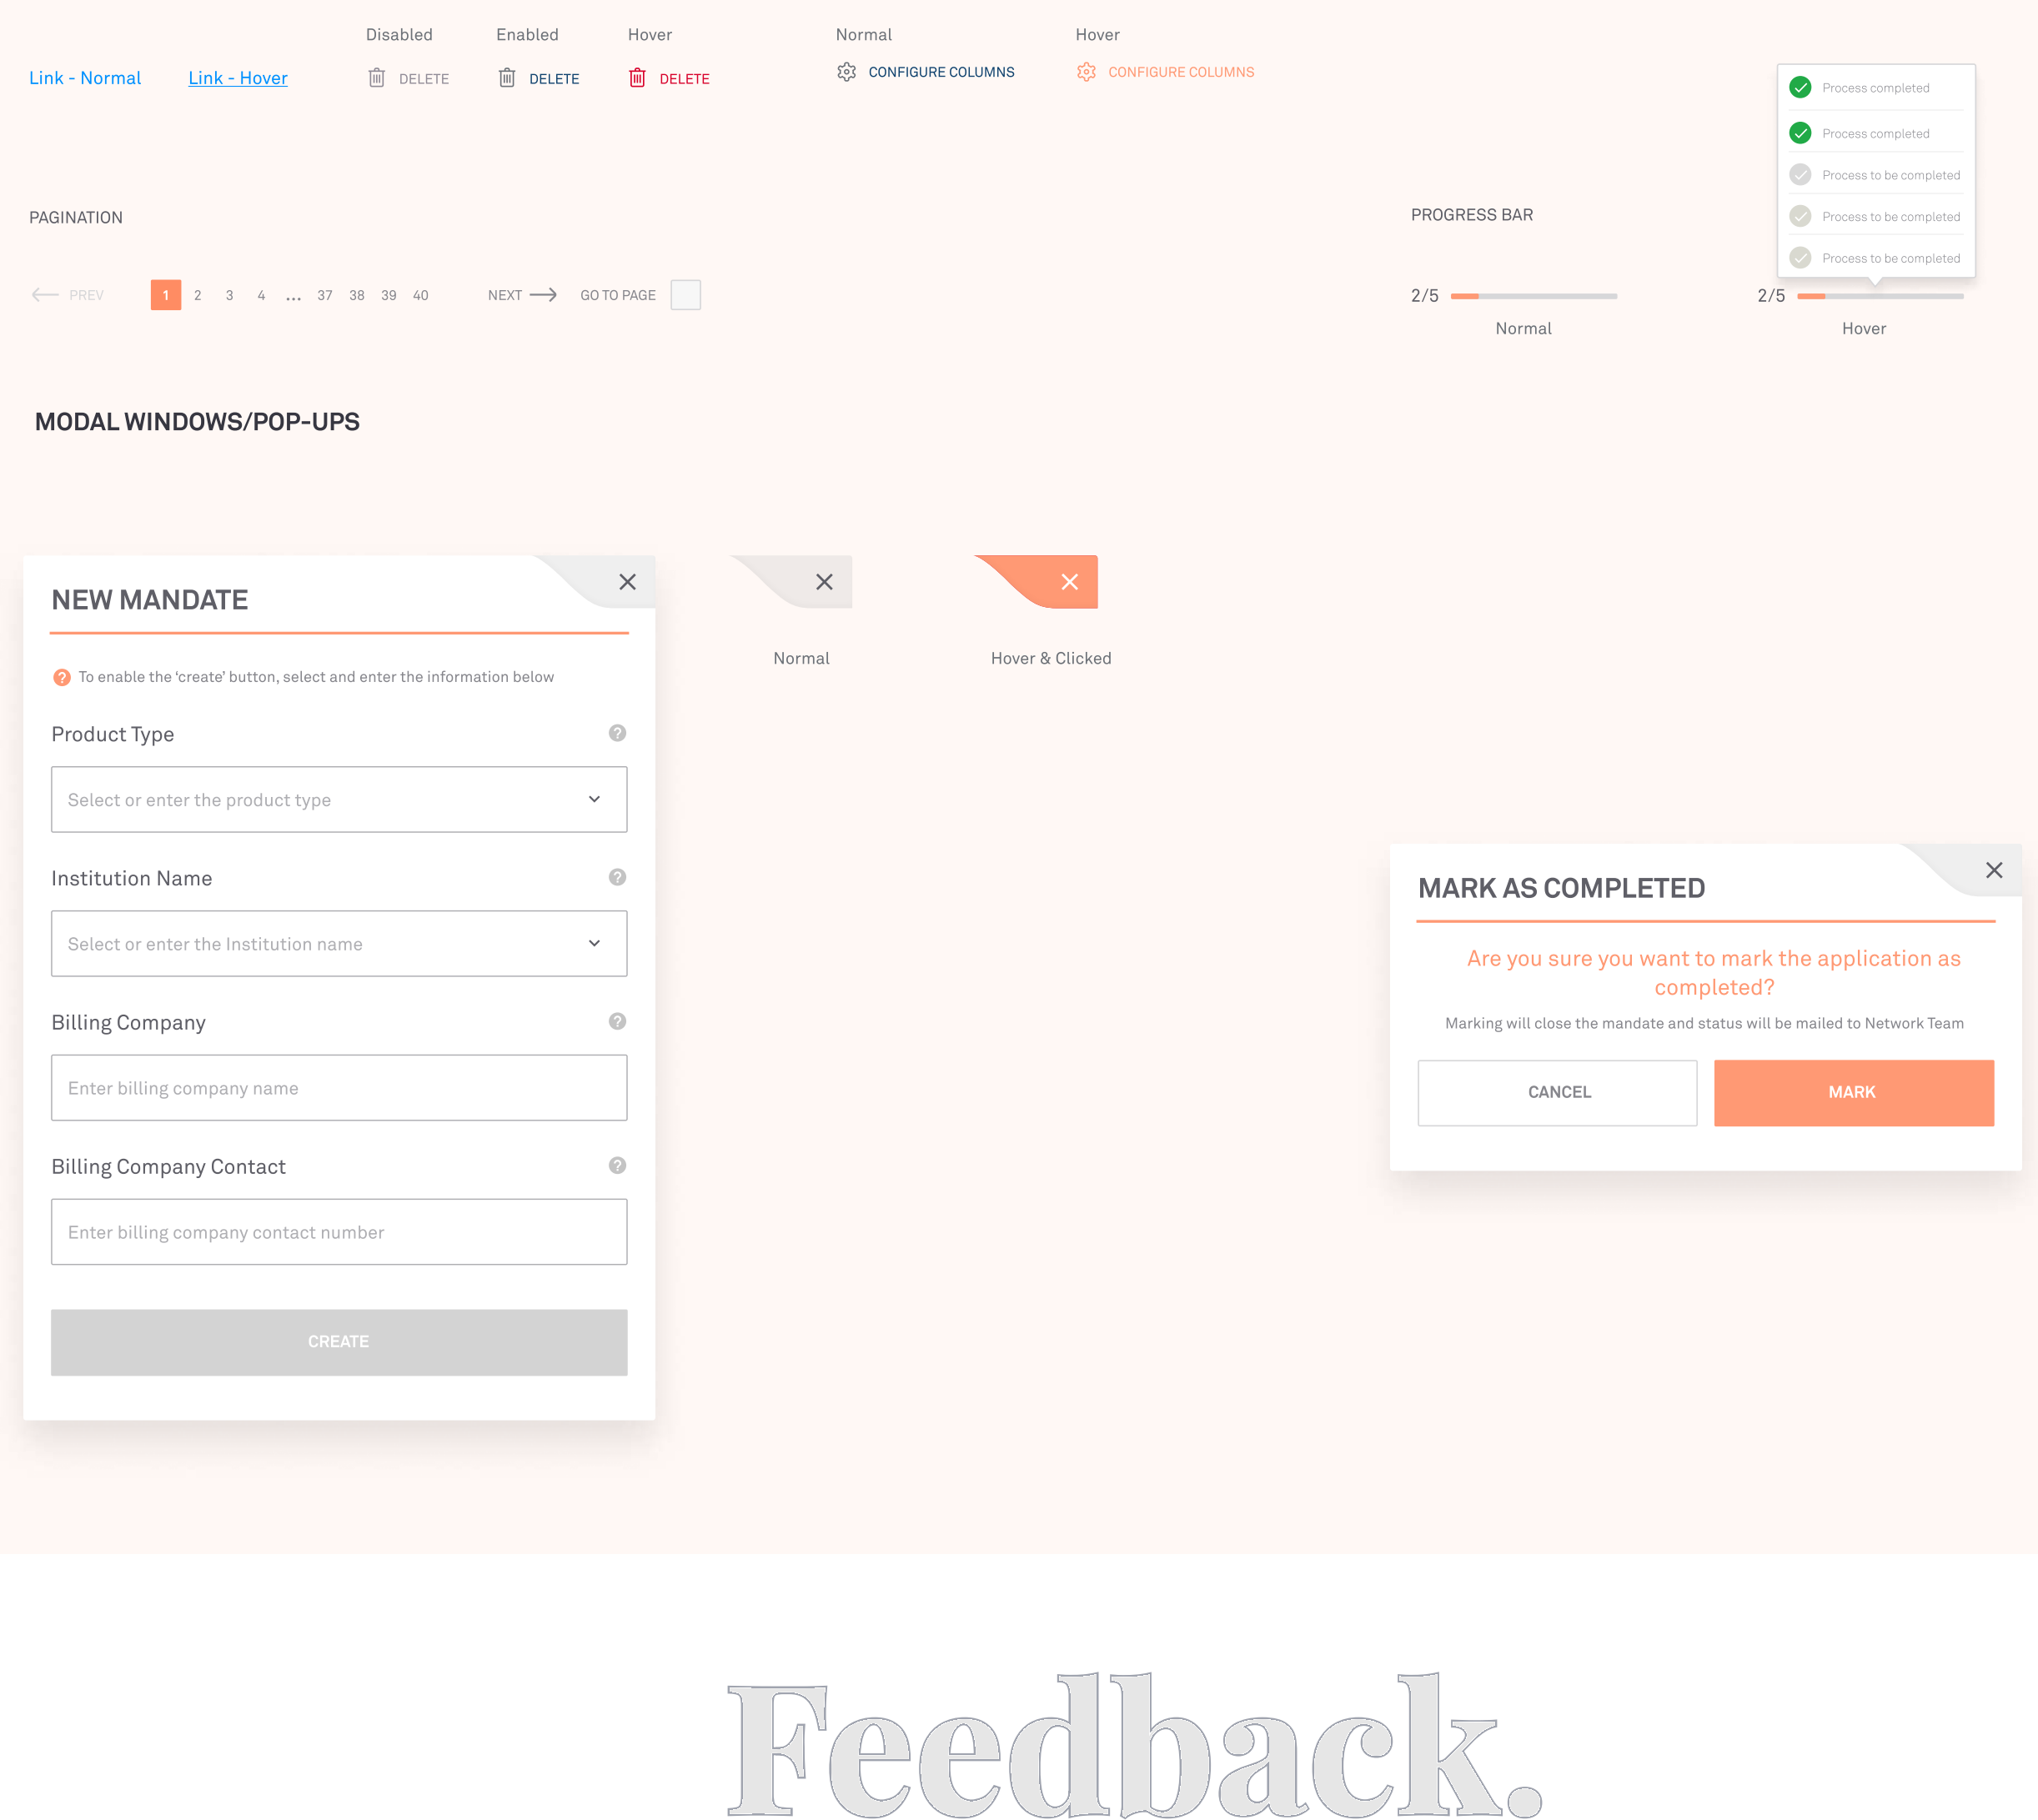 Disabled Enabled Hover Normal Hover
Link - Normal Link - Hover DELETE DELETE DELETE CONFIGURE COLUMNS CONFIGURE COLUMNS
Process completed
Process completed
Process to be completed
Process to be completed
Process to be completed
PAGINATION
PROGRESS BAR
PREV 1 2 3 4 ... 37 38 39 40 NEXT GO TO PAGE
2/5 2/5
Normal Hover
MODAL WINDOWS/POP-UPS
NEW MANDATE
To enable the ‘create’ button, select and enter the information below
Product Type
Select or enter the product type
Institution Name
Select or enter the Institution name
Billing Company
Enter billing company name
Billing Company Contact
Enter billing company contact number
CREATE
Normal Hover & Clicked
MARK AS COMPLETED
Are you sure you want to mark the application as
completed?
Marking will close the mandate and status will be mailed to Network Team
CANCEL MARK
Feedback.